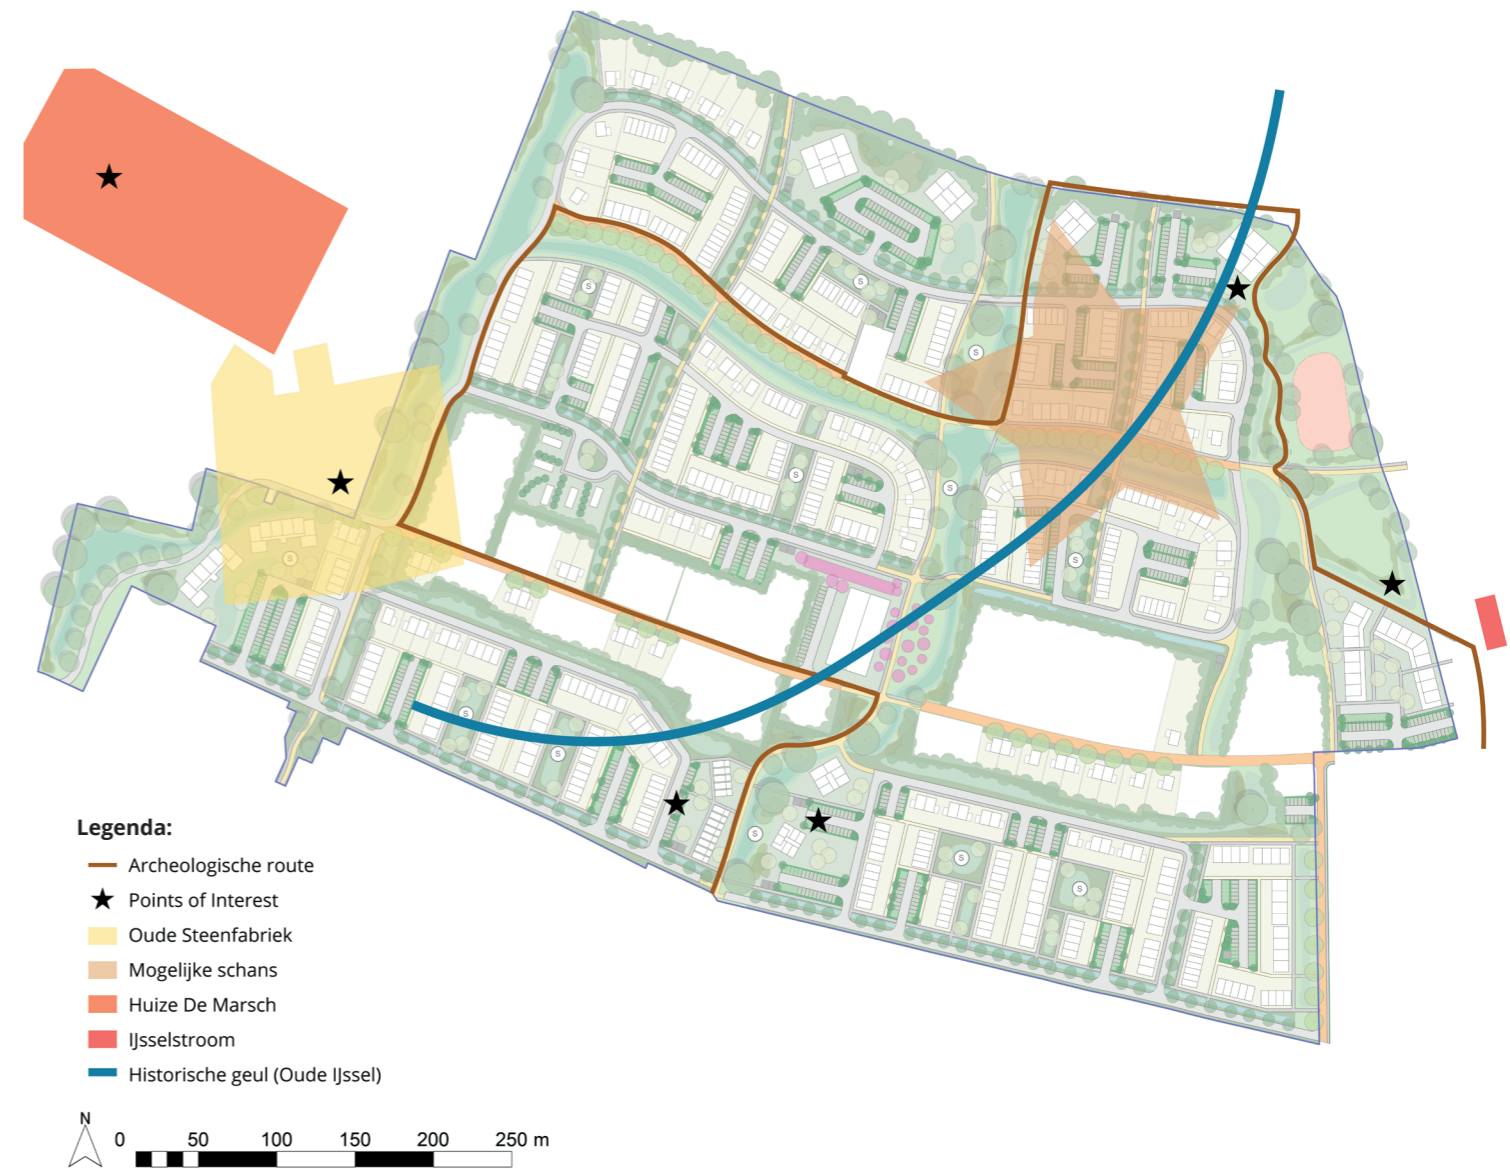 S
S
S
S
S
S
S
S
S
S
S
S
Legenda:
Archeologische route
Points of Interest
Oude Steenfabriek
Mogelijke schans
Huize De Marsch
IJsselstroom
Historische geul (Oude IJssel)
N
0 50 100 150 200 250 m